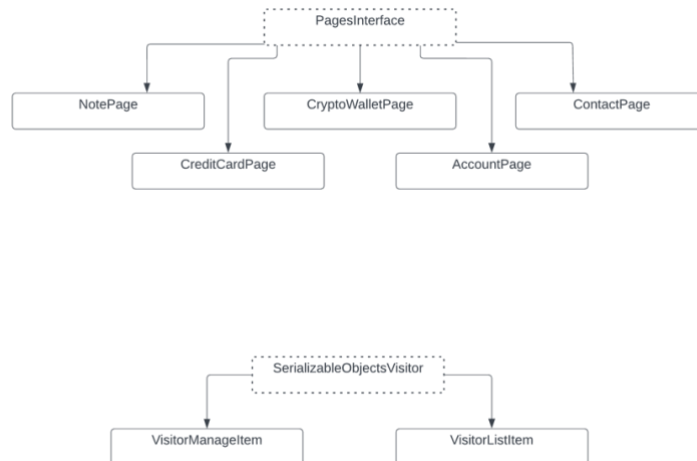 PagesInterface
NotePage
CryptoWalletPage
ContactPage
CreditCardPage
AccountPage
SerializableObjectsVisitor
VisitorManageItem
VisitorListItem